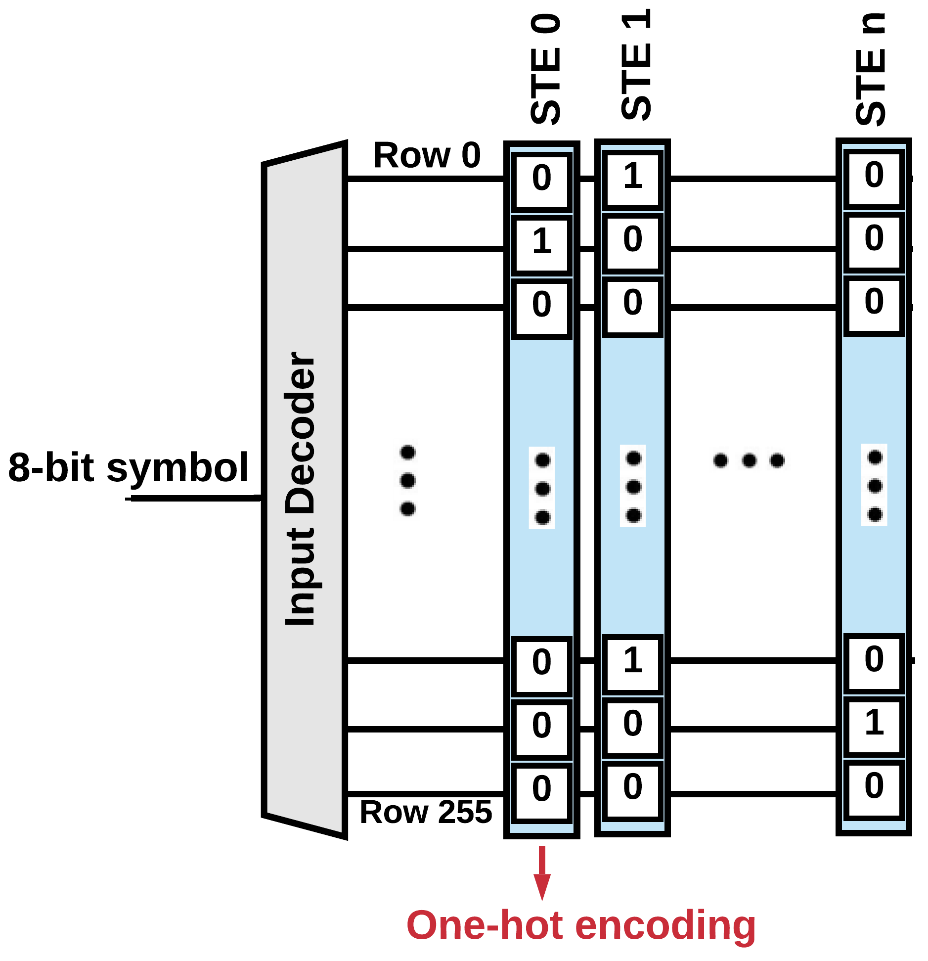 STE 0
STE 1
STE n
Row 0
0 1 0
1 0 0
0 0 0
8-bit symbol
Input Decoder
0 1 0
0 0 1
0 0 0
Row 255
One-hot encoding